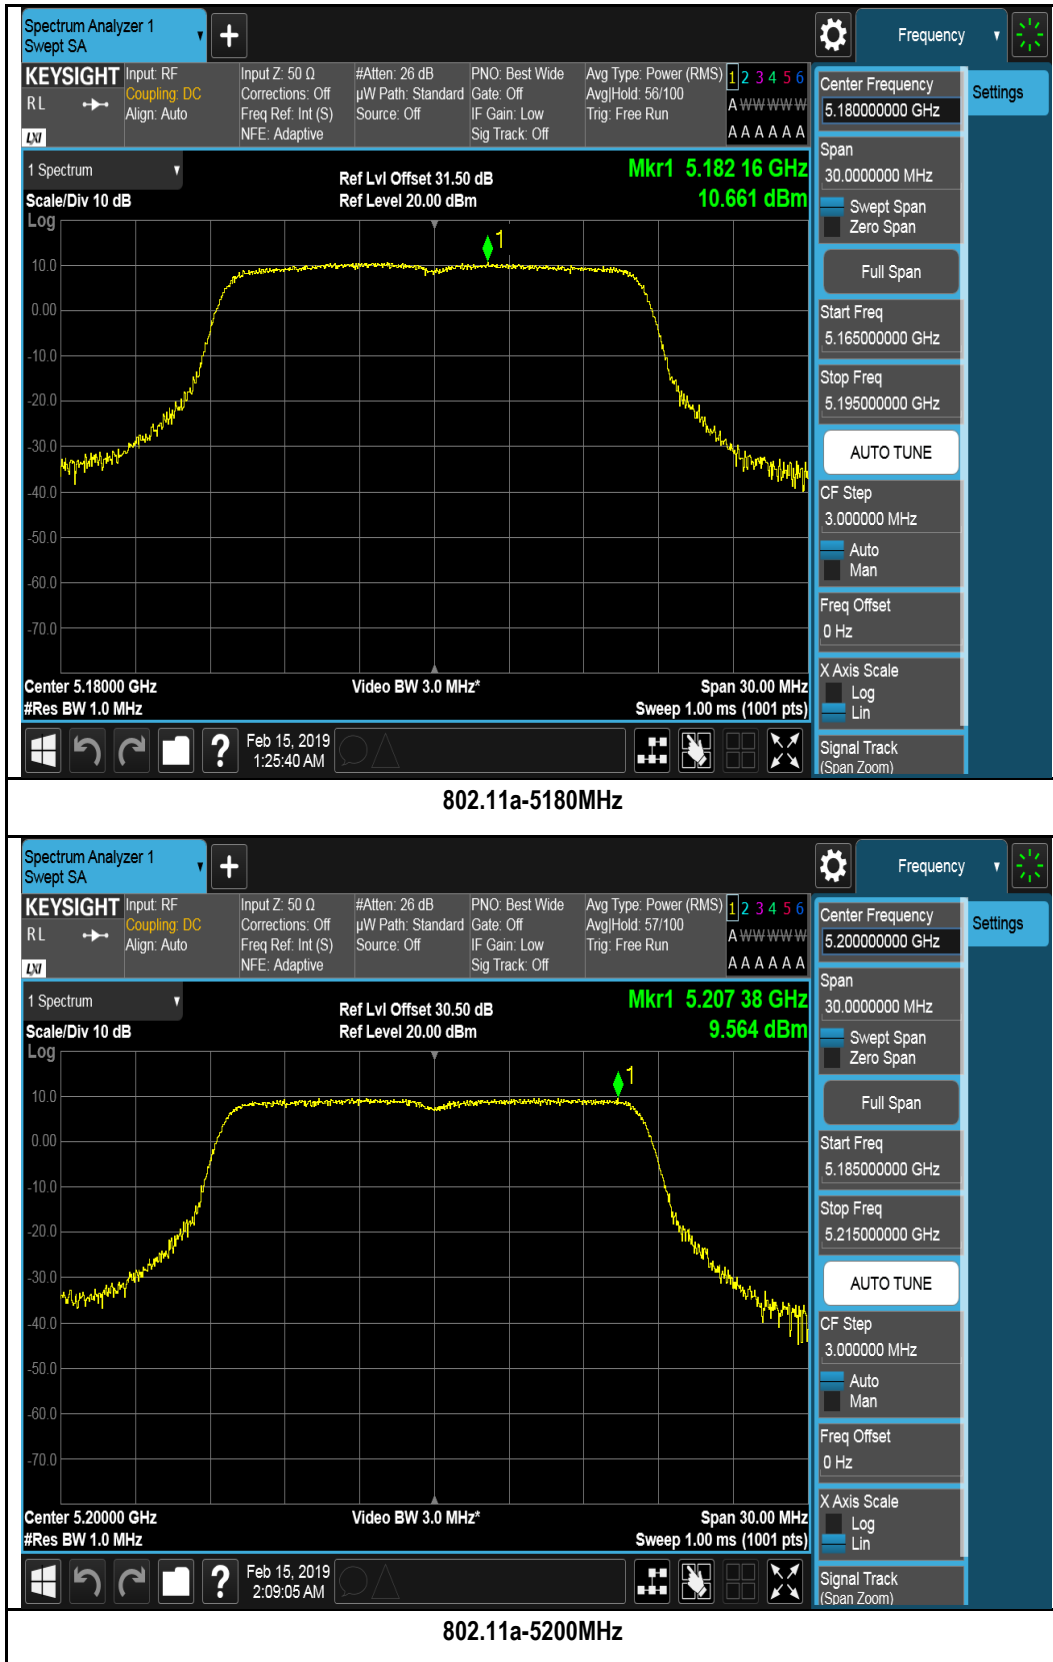 Spectrum Analyzer 1
Swept SA
+
Frequency
KEYSIGHT
R L
LXI
Input: RF
Coupling: DC
Align: Auto
Input Z: 50 Ω
Corrections: Off
Freq Ref: Int (S)
NFE: Adaptive
#Atten: 26 dB
µW Path: Standard
Source: Off
PNO: Best Wide
Gate: Off
IF Gain: Low
Sig Track: Off
Avg Type: Power (RMS)
Avg|Hold: 56/100
Trig: Free Run
1 2 3 4 5 6
A W W W W W
A A A A A A
1 Spectrum
Scale/Div 10 dB
Log
Ref Lvl Offset 31.50 dB
Ref Level 20.00 dBm
Mkr1 5.182 16 GHz
10.661 dBm
1
10.0
0.00
-10.0
-20.0
-30.0
-40.0
-50.0
-60.0
-70.0
Center 5.18000 GHz
#Res BW 1.0 MHz
Video BW 3.0 MHz*
Span 30.00 MHz
Sweep 1.00 ms (1001 pts)
?
Feb 15, 2019
1:25:40 AM
Center Frequency
5.180000000 GHz
Span
30.0000000 MHz
Swept Span
Zero Span
Full Span
Start Freq
5.165000000 GHz
Stop Freq
5.195000000 GHz
AUTO TUNE
CF Step
3.000000 MHz
Auto
Man
Freq Offset
0 Hz
X Axis Scale
Log
Lin
Signal Track
(Span Zoom)
Settings
802.11a-5180MHz
Spectrum Analyzer 1
Swept SA
+
Frequency
KEYSIGHT
R L
LXI
Input: RF
Coupling: DC
Align: Auto
Input Z: 50 Ω
Corrections: Off
Freq Ref: Int (S)
NFE: Adaptive
#Atten: 26 dB
µW Path: Standard
Source: Off
PNO: Best Wide
Gate: Off
IF Gain: Low
Sig Track: Off
Avg Type: Power (RMS)
Avg|Hold: 57/100
Trig: Free Run
1 2 3 4 5 6
A W W W W W
A A A A A A
1 Spectrum
Scale/Div 10 dB
Log
Ref Lvl Offset 30.50 dB
Ref Level 20.00 dBm
Mkr1 5.207 38 GHz
9.564 dBm
1
10.0
0.00
-10.0
-20.0
-30.0
-40.0
-50.0
-60.0
-70.0
Center 5.20000 GHz
#Res BW 1.0 MHz
Video BW 3.0 MHz*
Span 30.00 MHz
Sweep 1.00 ms (1001 pts)
?
Feb 15, 2019
2:09:05 AM
Center Frequency
5.200000000 GHz
Span
30.0000000 MHz
Swept Span
Zero Span
Full Span
Start Freq
5.185000000 GHz
Stop Freq
5.215000000 GHz
AUTO TUNE
CF Step
3.000000 MHz
Auto
Man
Freq Offset
0 Hz
X Axis Scale
Log
Lin
Signal Track
(Span Zoom)
Settings
802.11a-5200MHz